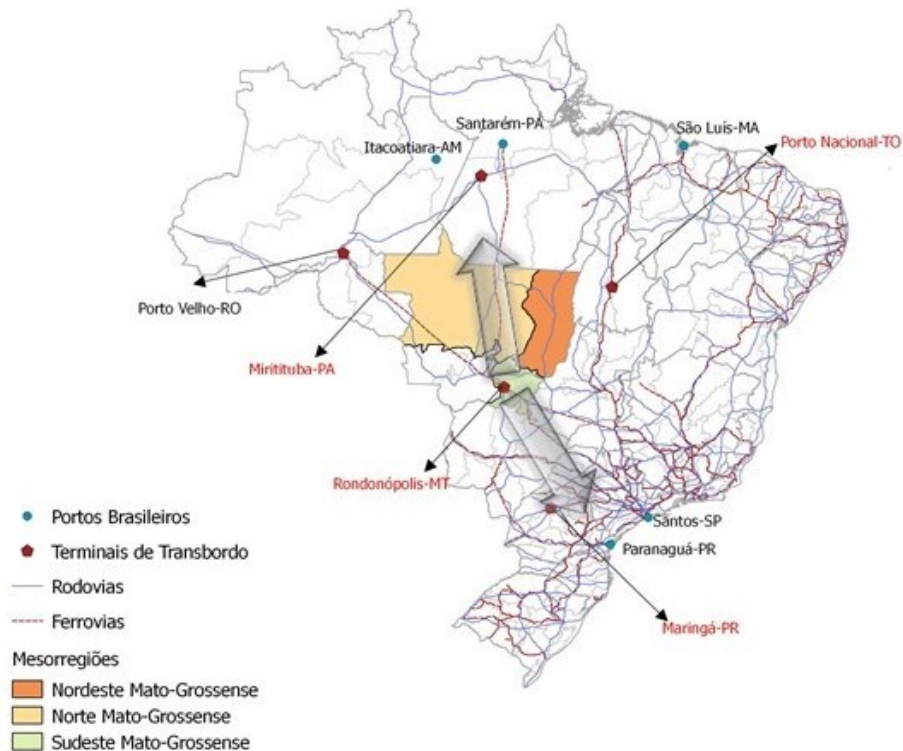 Santarém-PA
São Luís-MA
Porto Nacional-TO
Itacoatiara-AM
Porto Velho-RO
Miritituba-PA
Rondonópolis-MT
Santos-SP
Paranaguá-PR
Maringá-PR
Portos Brasileiros
Terminais de Transbordo
Rodovias
Ferrovias
Mesorregiões
Nordeste Mato-Grossense
Norte Mato-Grossense
Sudeste Mato-Grossense